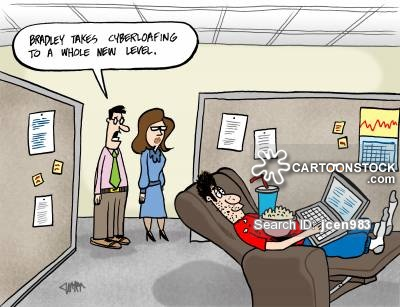 BRADLEY TAKES CYBERLOAFING
TO A WHOLE NEW LEVEL.
CARTOONSTOCK
.com
Search ID: jcen983